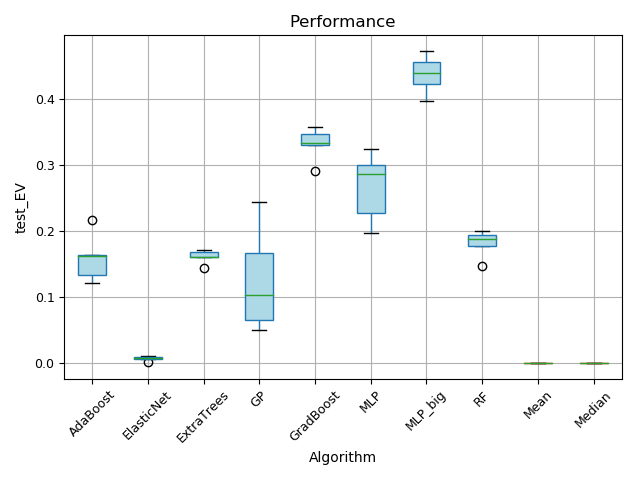 Performance
test_EV
0.4
0.3
0.2
0.1
0.0
AdaBoost
ElasticNet
ExtraTrees
GP
GradBoost
MLP
MLP_big
RF
Mean
Median
Algorithm